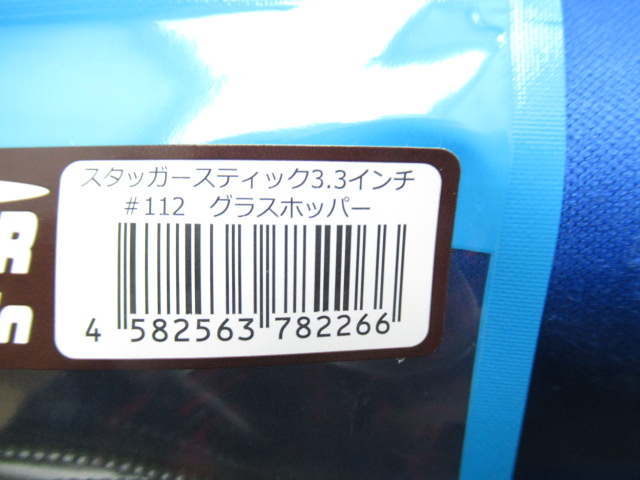 スタッガースティック3.3インチ
#112 グラスホッパー
4 582563 782266
R
n